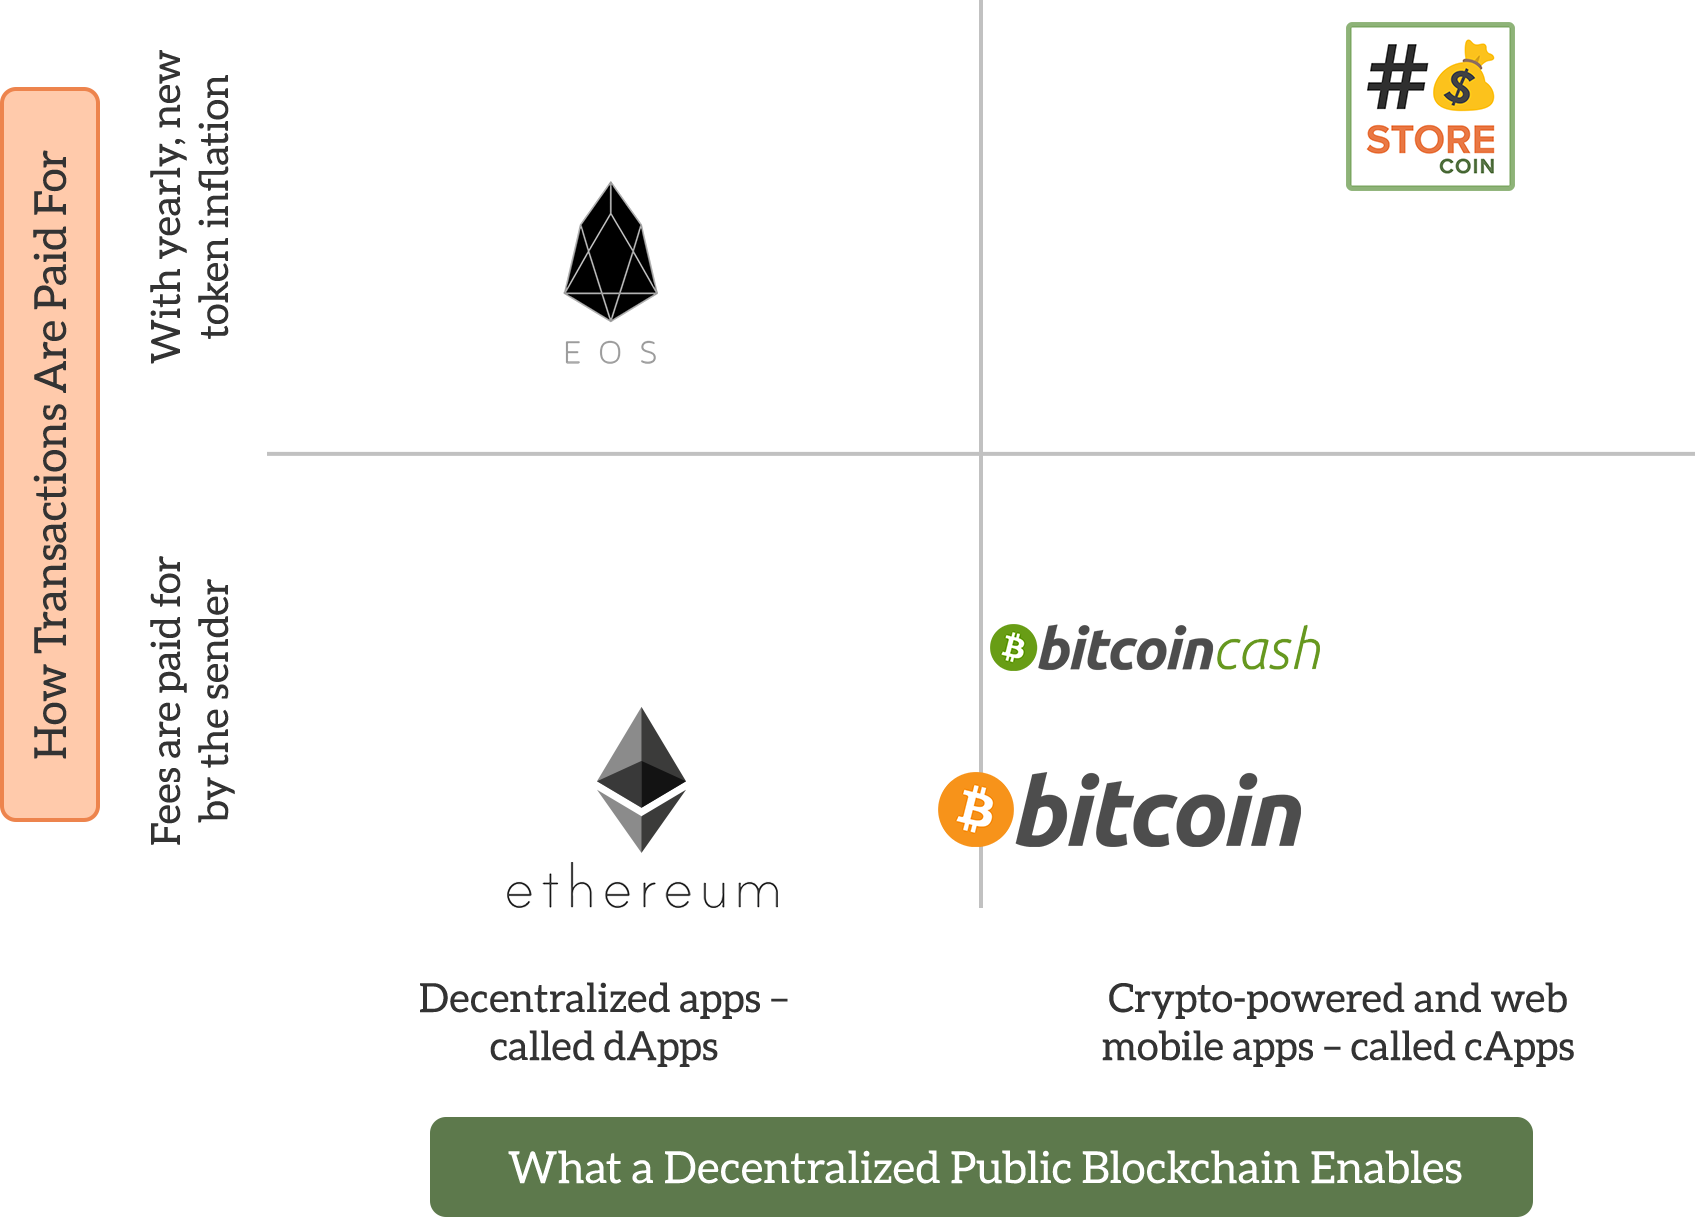 How Transactions Are Paid For
With yearly, new
token inflation
Fees are paid for
by the sender
EOS
#$
STORE
COIN
bitcoincash
bitcoin
ethereum
Decentralized apps –
called dApps
Crypto-powered and web
mobile apps – called cApps
What a Decentralized Public Blockchain Enables